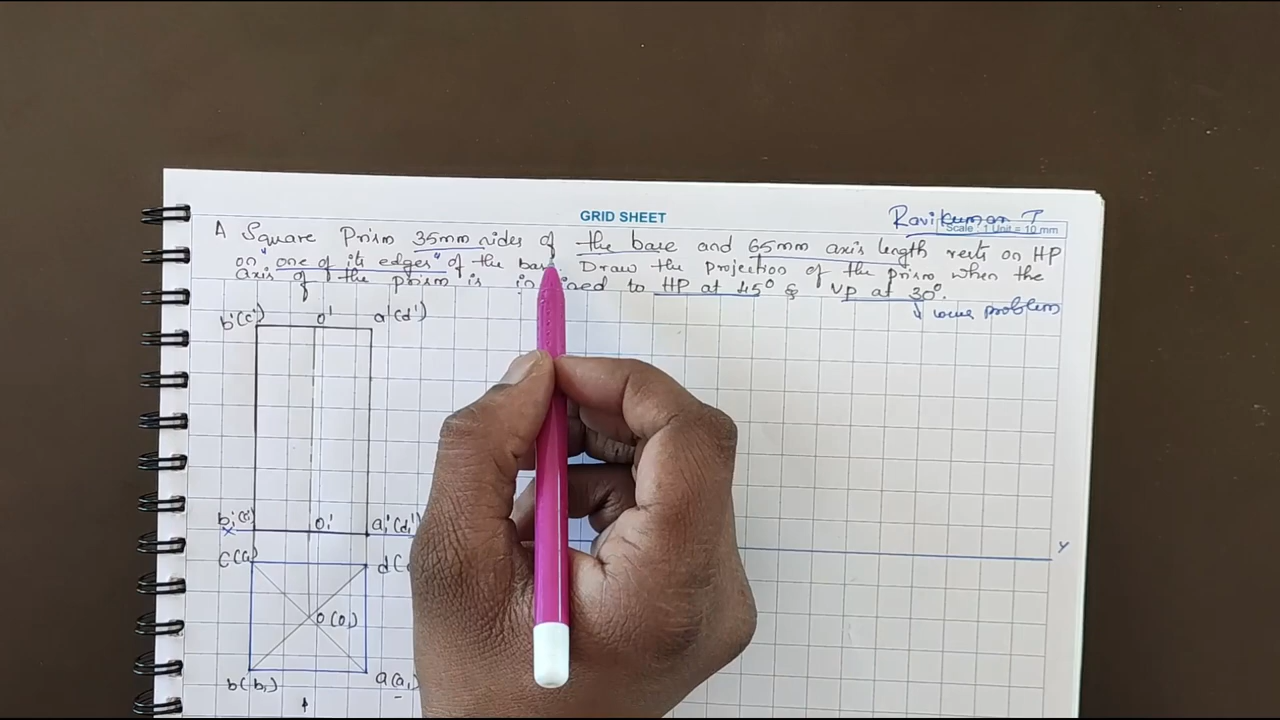 GRID SHEET
Ravikumar T
Scale : 1 Unit = 10 mm
A Square Prism 35mm sides of the base and 65mm axis length rests on HP
on "one of its edges" of the base. Draw the projection of the prism when the
axis of the prism is inclined to HP at 45° & VP at 30°.
↓ same problem
b'(c') o' a'(d')
b₁'(c₁') o₁' a₁'(d₁')
X Y
c( d(
o(o₁)
b(b₁) a(a₁)